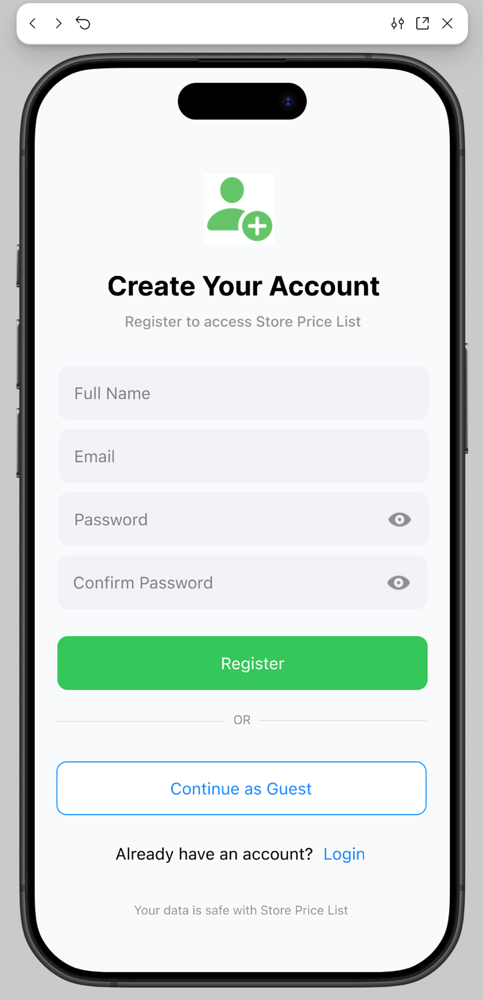 Create Your Account
Register to access Store Price List
Full Name
Email
Password
Confirm Password
Register
OR
Continue as Guest
Already have an account? Login
Your data is safe with Store Price List